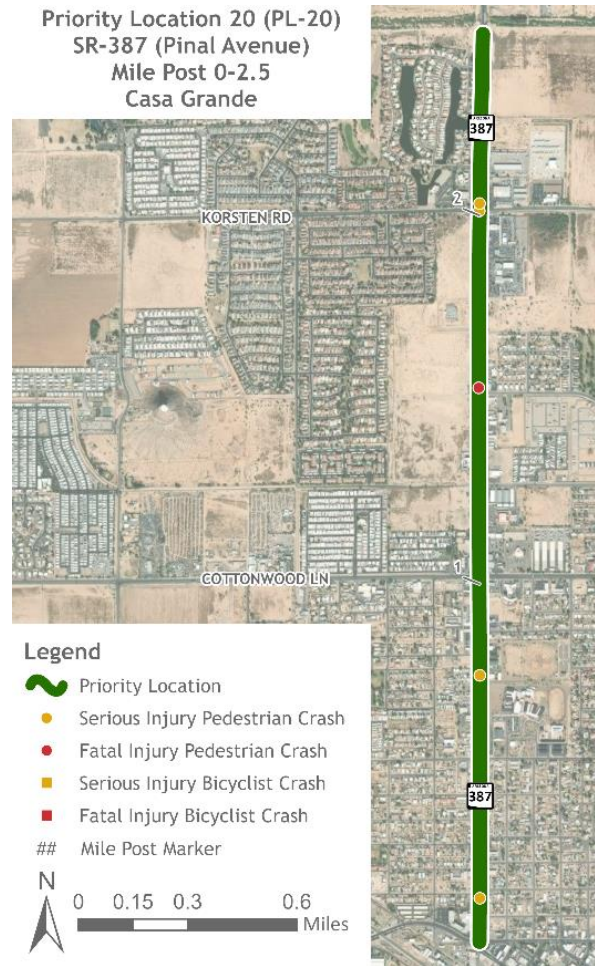 Priority Location 20 (PL-20)
SR-387 (Pinal Avenue)
Mile Post 0-2.5
Casa Grande
387
2
KORSTEN RD
1
COTTONWOOD LN
387
Legend
Priority Location
Serious Injury Pedestrian Crash
Fatal Injury Pedestrian Crash
Serious Injury Bicyclist Crash
Fatal Injury Bicyclist Crash
## Mile Post Marker
N
0 0.15 0.3 0.6
Miles